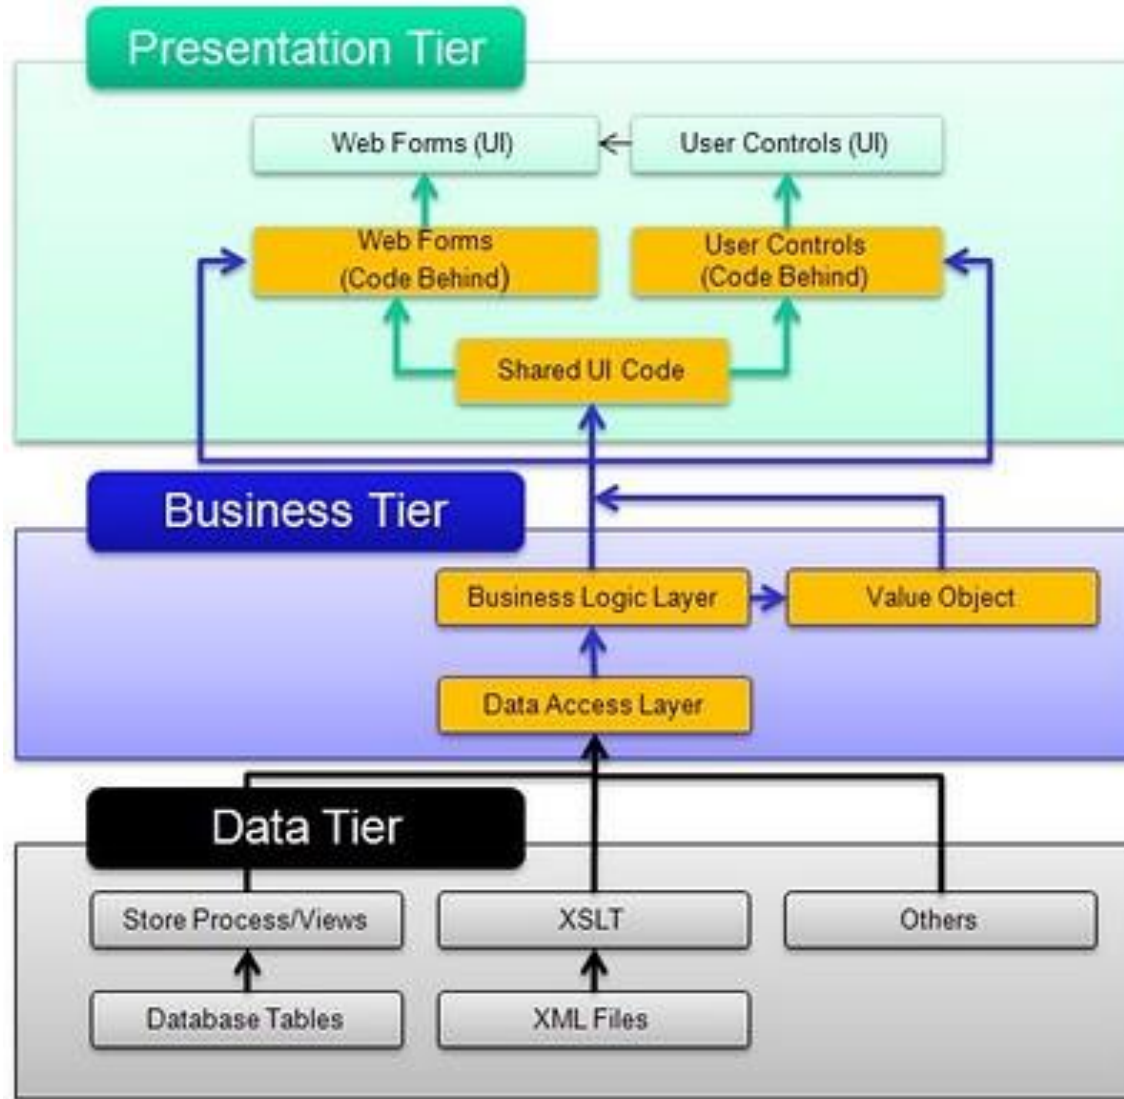 Presentation Tier
Web Forms (UI)
User Controls (UI)
Web Forms
(Code Behind)
User Controls
(Code Behind)
Shared UI Code
Business Tier
Business Logic Layer
Value Object
Data Access Layer
Data Tier
Store Process/Views
XSLT
Others
Database Tables
XML Files